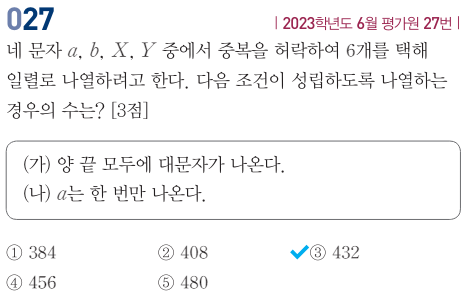 027
| 2023학년도 6월 평가원 27번 |
네 문자 a, b, X, Y 중에서 중복을 허락하여 6개를 택해
일렬로 나열하려고 한다. 다음 조건이 성립하도록 나열하는
경우의 수는? [3점]
(가) 양 끝 모두에 대문자가 나온다.
(나) a는 한 번만 나온다.
① 384 ② 408 ③ 432
④ 456 ⑤ 480